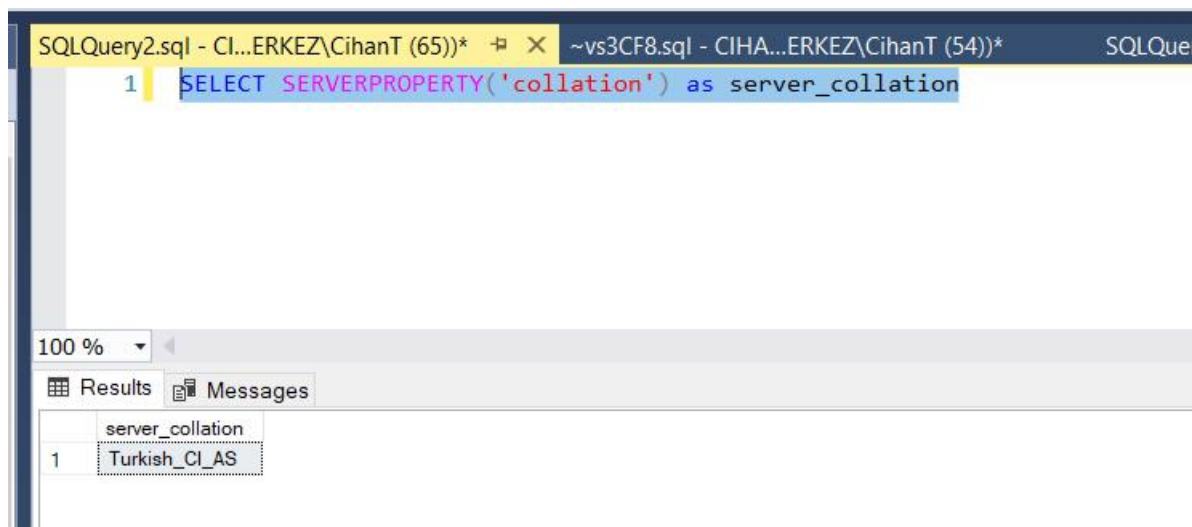 SQLQuery2.sql - CI...ERKEZ\CihanT (65))* ~vs3CF8.sql - CIHA...ERKEZ\CihanT (54))* SQLQue
1 SELECT SERVERPROPERTY('collation') as server_collation
100 %
Results Messages
server_collation
1 Turkish_CI_AS